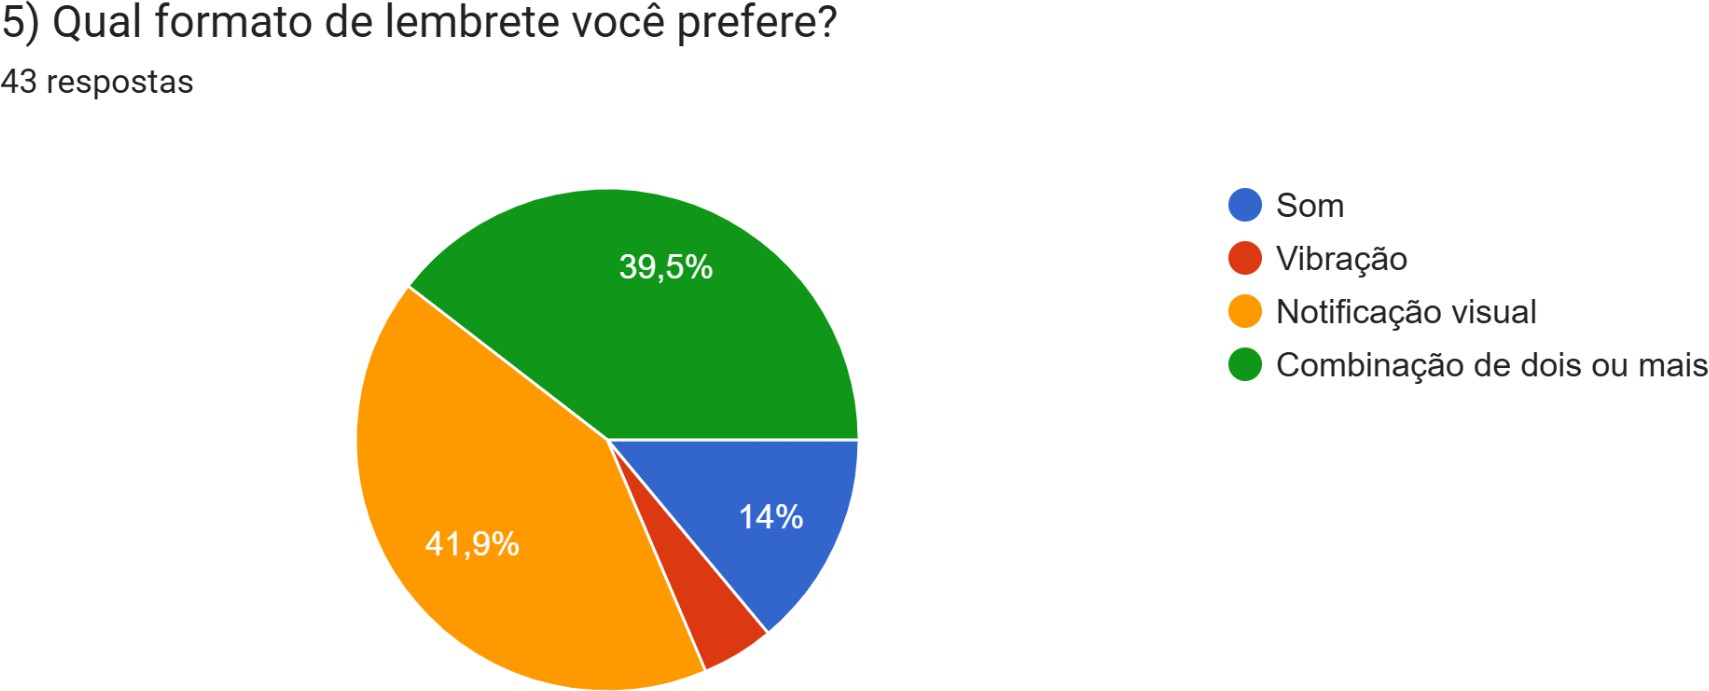 5) Qual formato de lembrete você prefere?
43 respostas
39,5%
14%
41,9%
Som
Vibração
Notificação visual
Combinação de dois ou mais